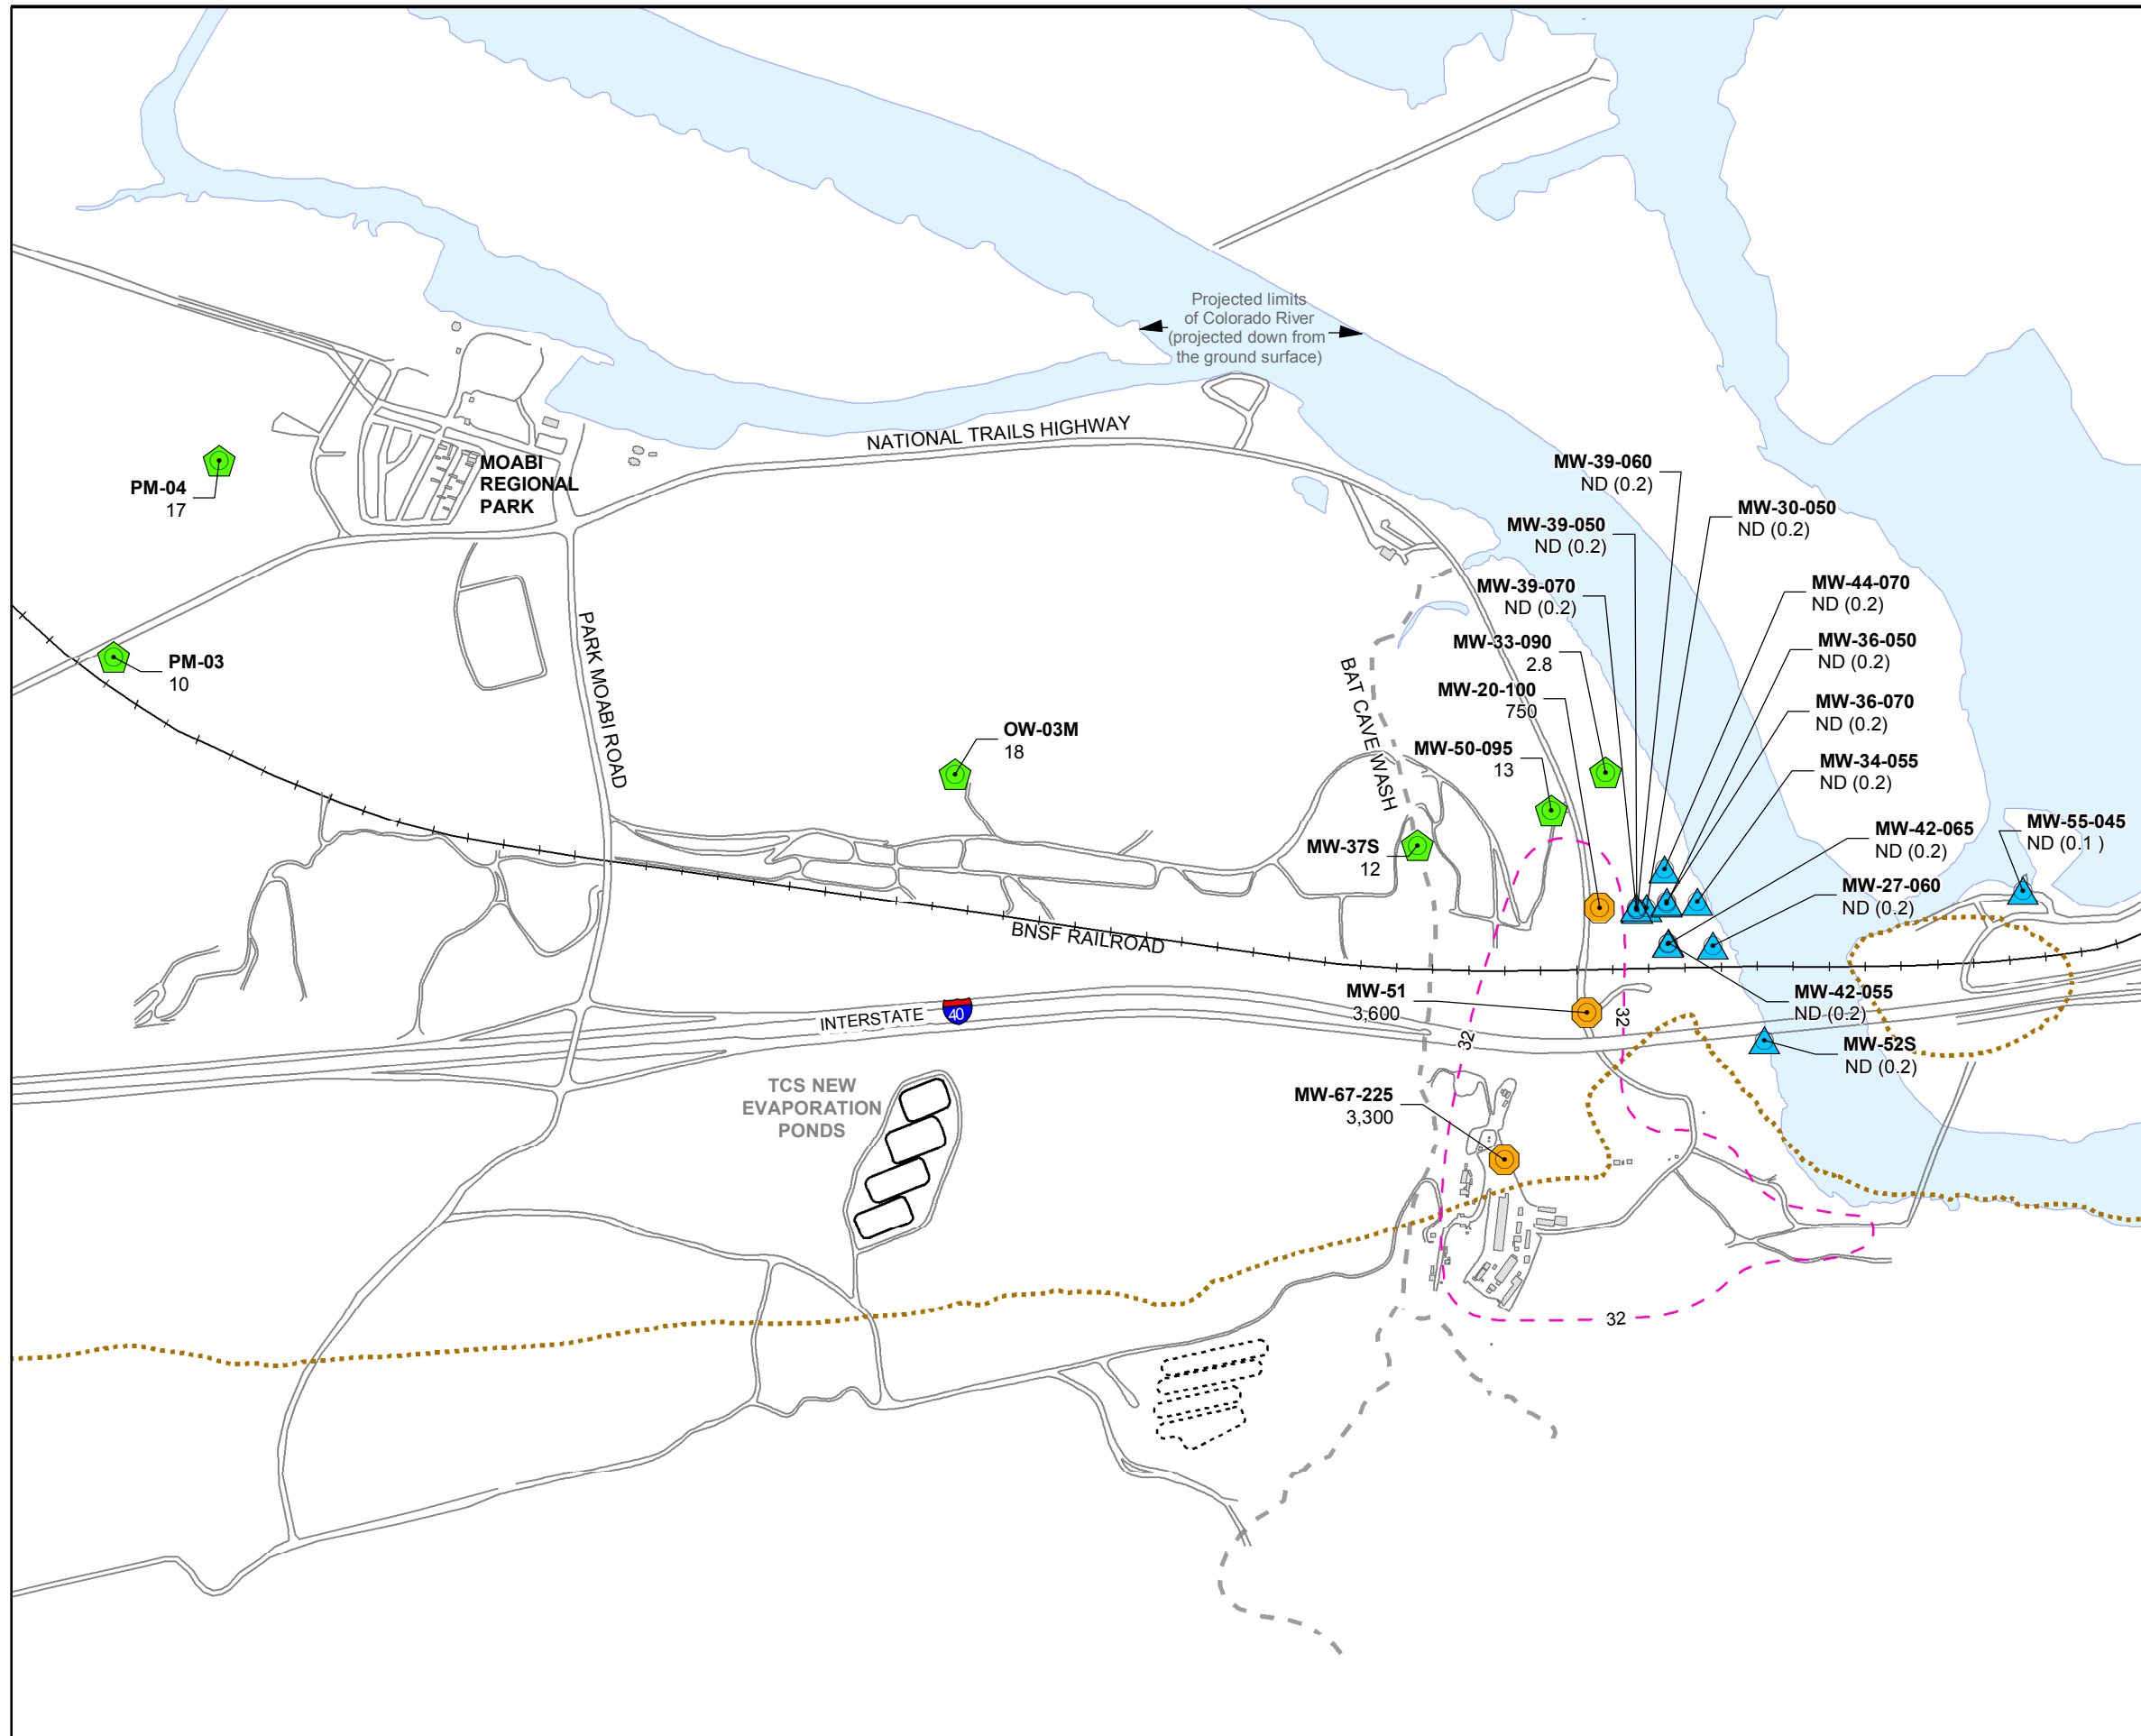 Projected limits
of Colorado River
(projected down from
the ground surface)
NATIONAL TRAILS HIGHWAY
MOABI
REGIONAL
PARK
PM-04
17
PM-03
10
PARK MOABI ROAD
OW-03M
18
BAT CAVE WASH
MW-39-060
ND (0.2)
MW-30-050
ND (0.2)
MW-39-050
ND (0.2)
MW-39-070
ND (0.2)
MW-44-070
ND (0.2)
MW-33-090
2.8
MW-36-050
ND (0.2)
MW-20-100
750
MW-36-070
ND (0.2)
MW-50-095
13
MW-34-055
ND (0.2)
MW-37S
12
MW-42-065
ND (0.2)
MW-55-045
ND (0.1 )
MW-27-060
ND (0.2)
BNSF RAILROAD
MW-51
3,600
MW-42-055
ND (0.2)
INTERSTATE
40
32
32
MW-52S
ND (0.2)
TCS NEW
EVAPORATION
PONDS
MW-67-225
3,300
32